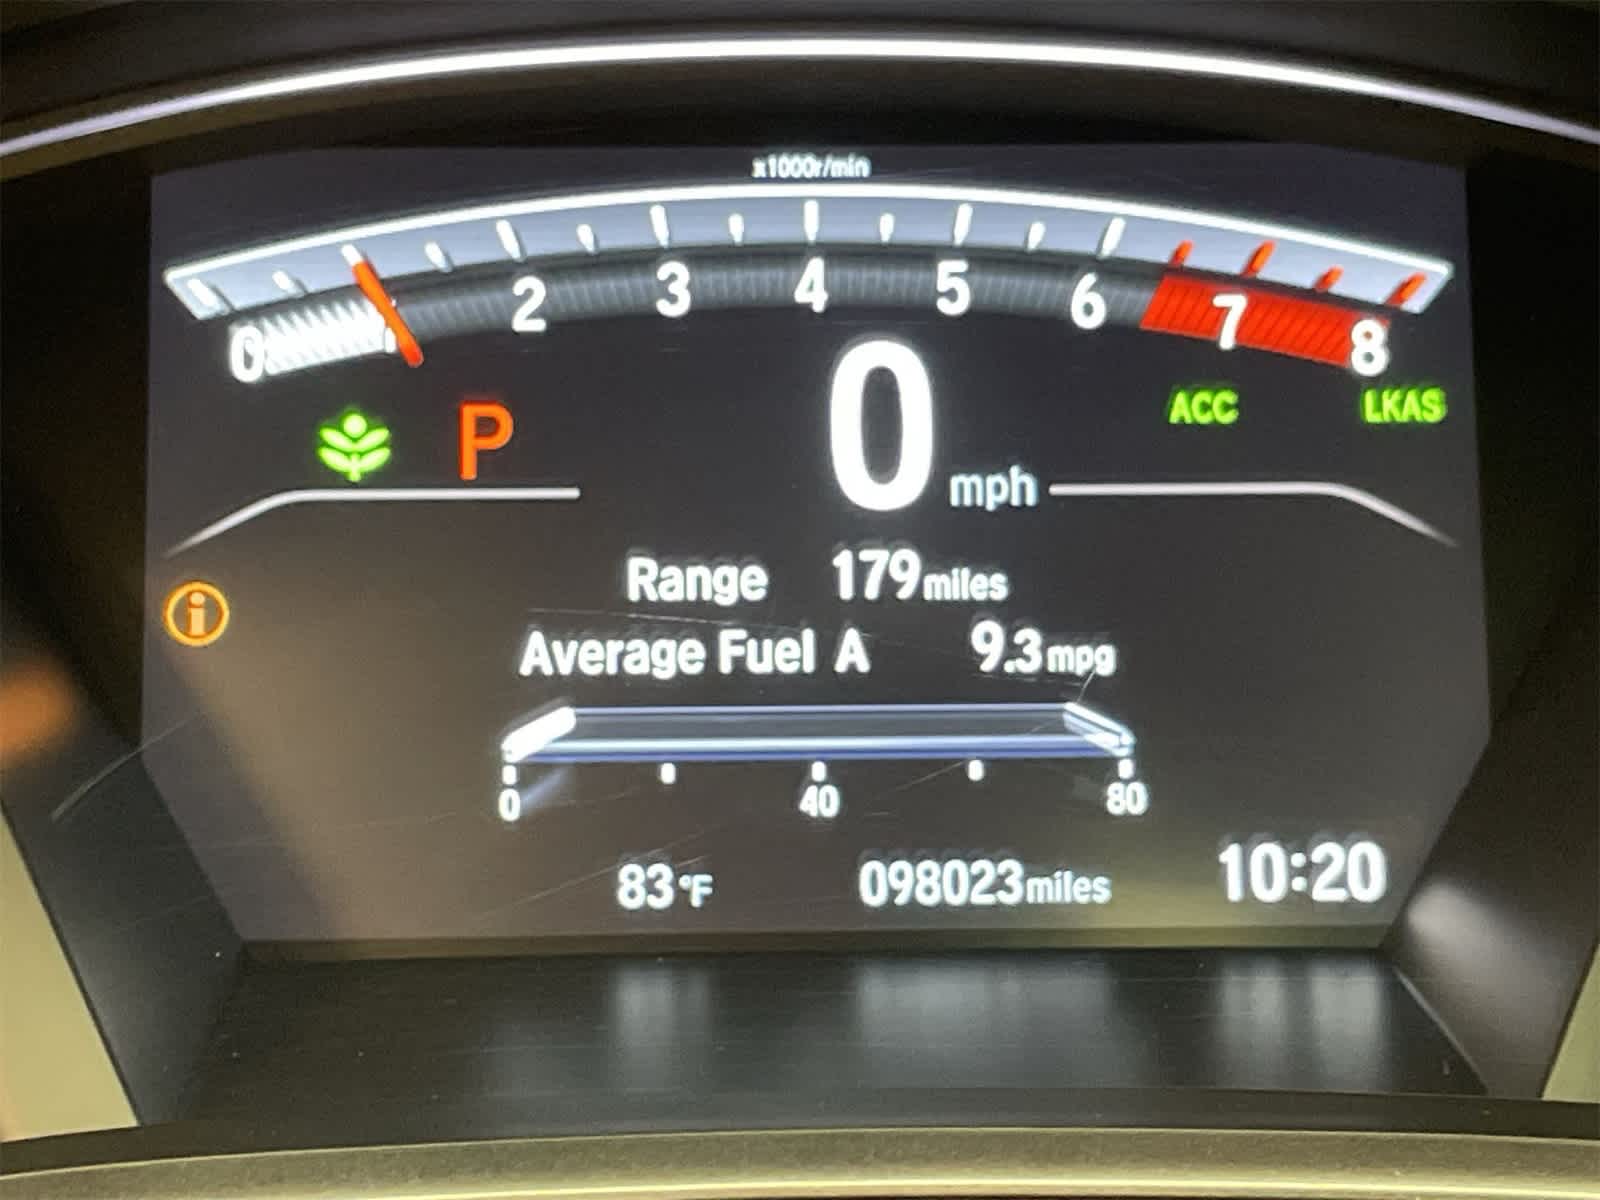 x1000r/min
0 1 2 3 4 5 6 7 8
P 0 mph ACC LKAS
i
Range 179miles
Average Fuel A 9.3mpg
0 40 80
83°F 098023miles 10:20